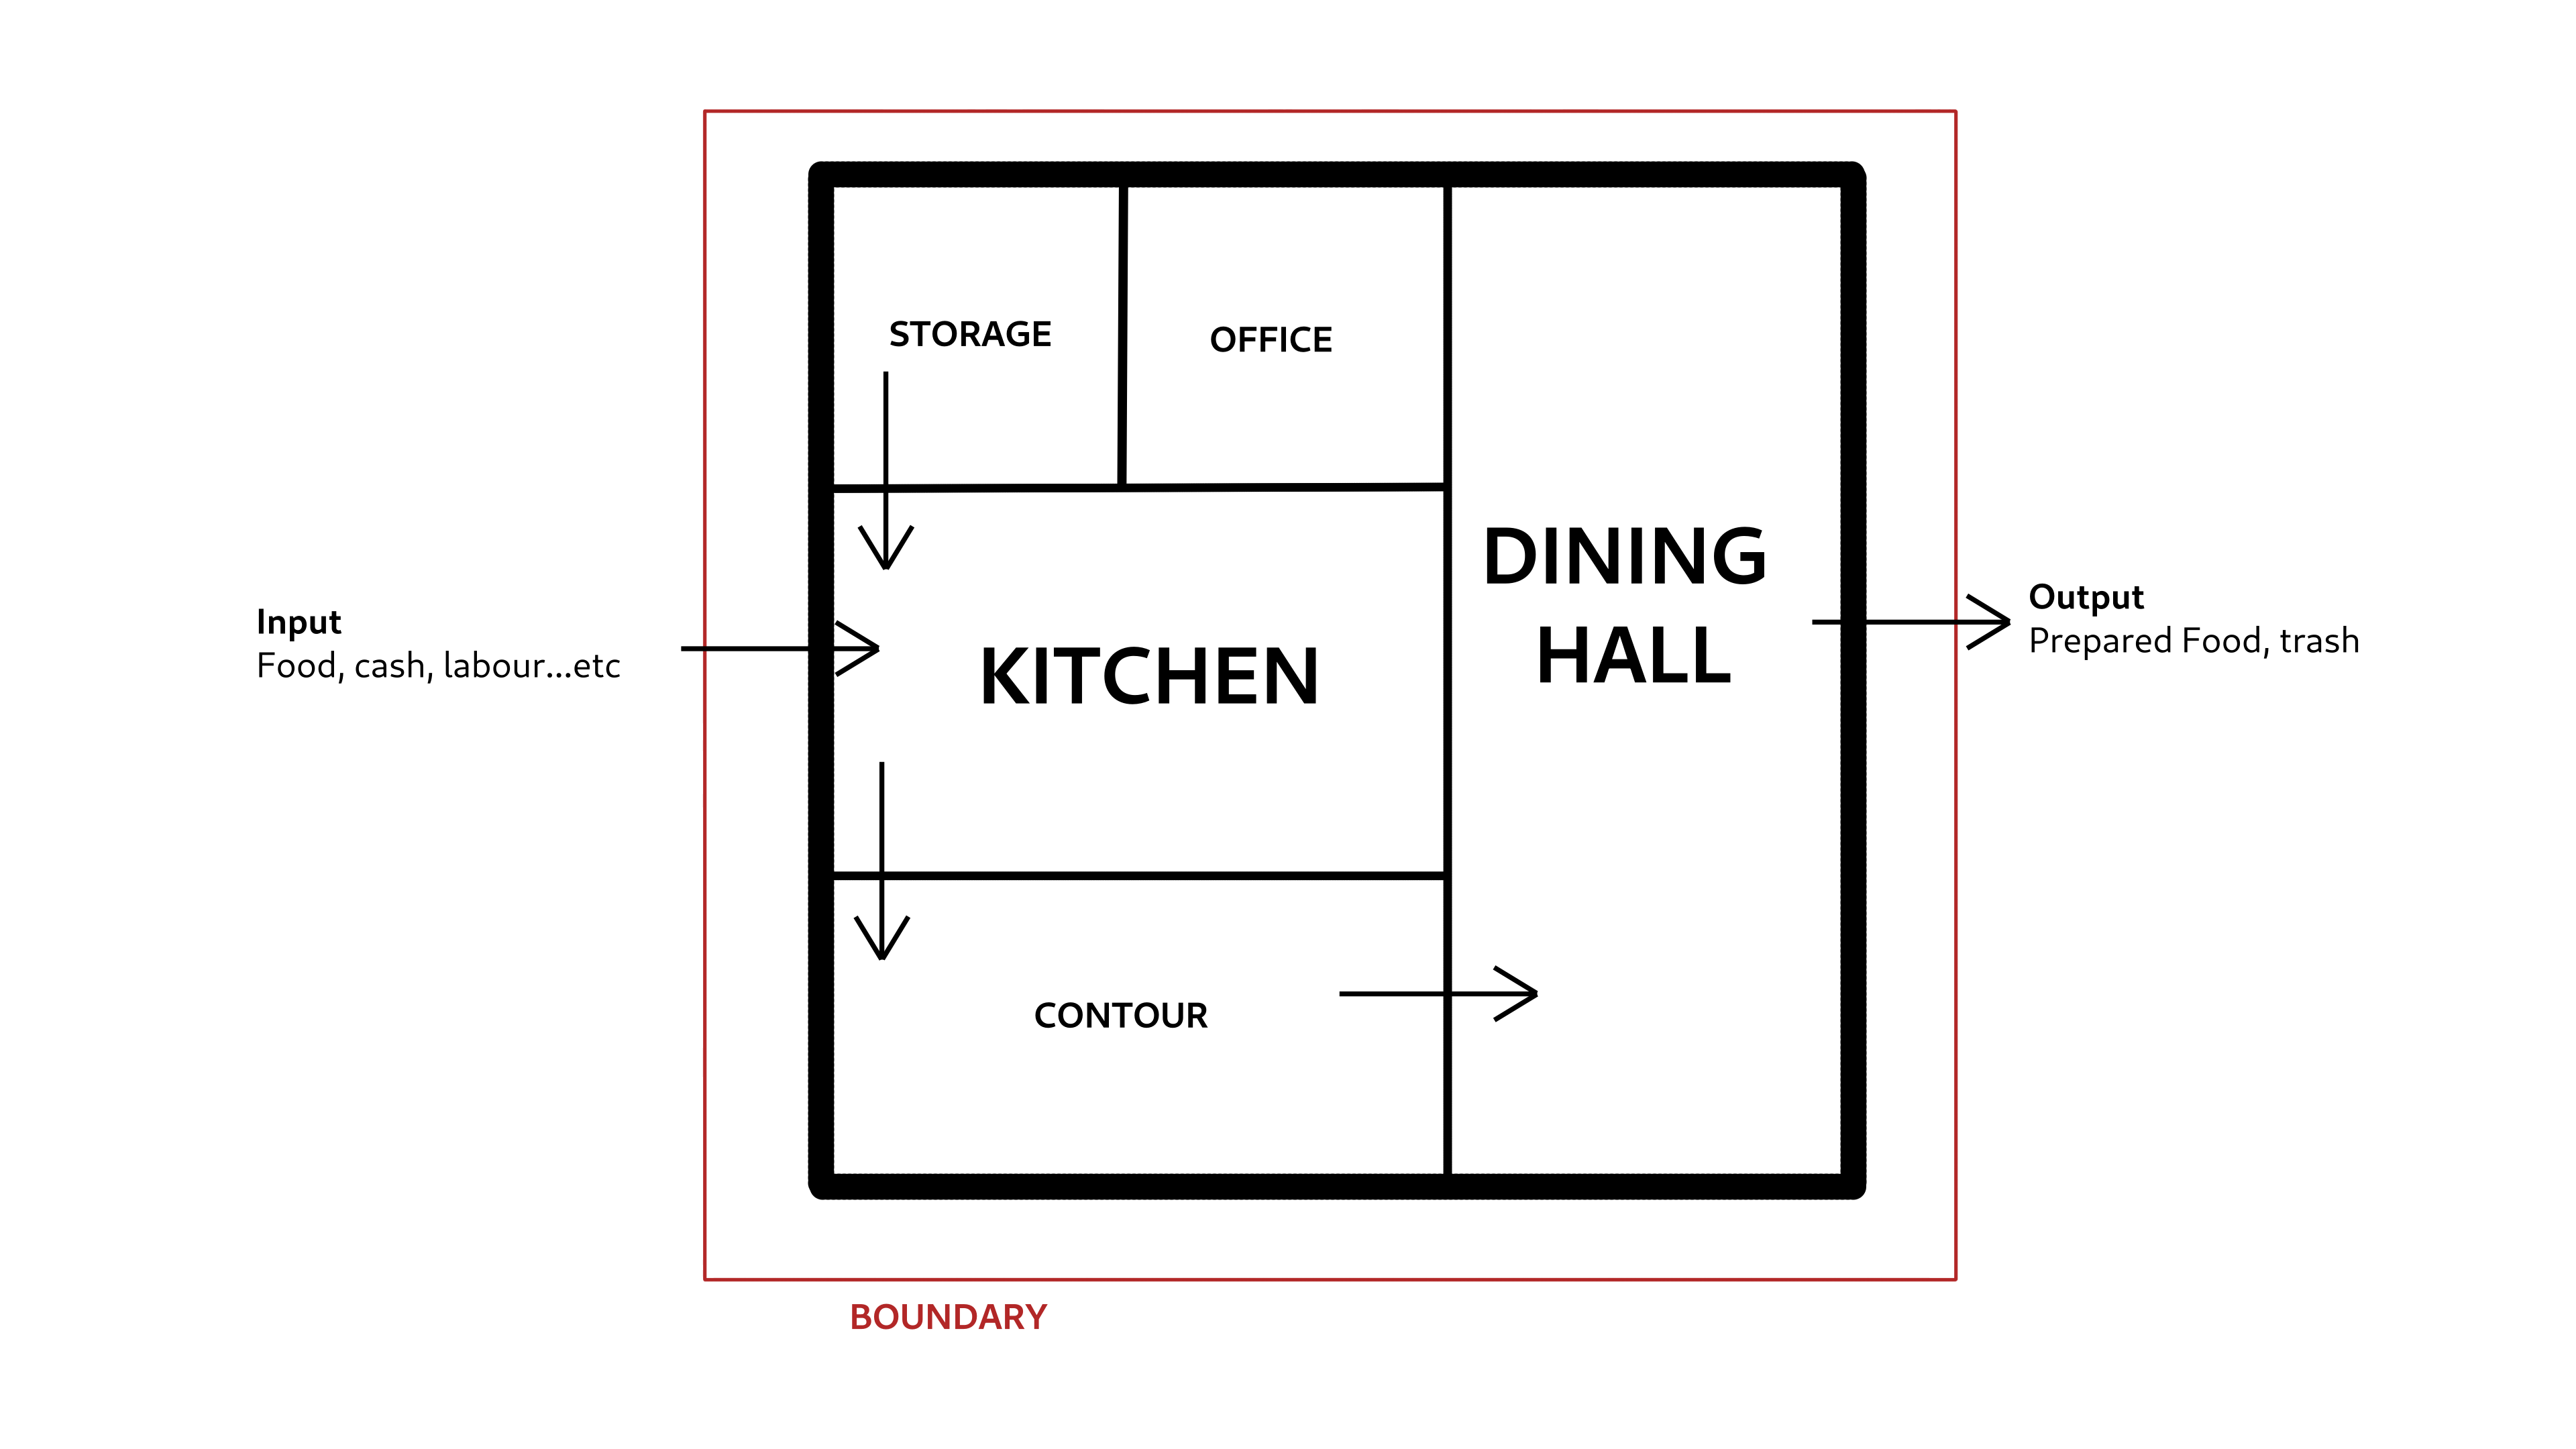 STORAGE
OFFICE
DINING
HALL
Input
Food, cash, labour...etc
KITCHEN
Output
Prepared Food, trash
CONTOUR
BOUNDARY